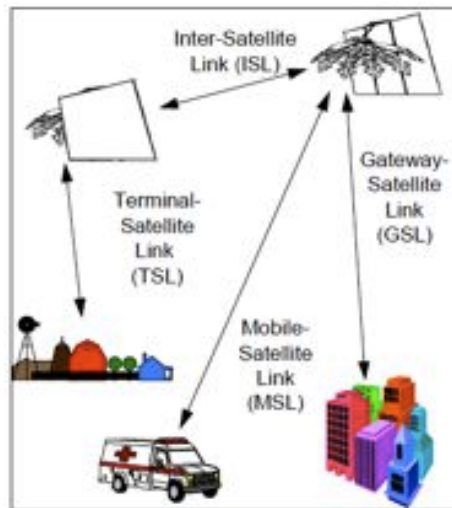 Inter-Satellite
Link (ISL)
Gateway-
Satellite
Link
(GSL)
Terminal-
Satellite
Link
(TSL)
Mobile-
Satellite
Link
(MSL)